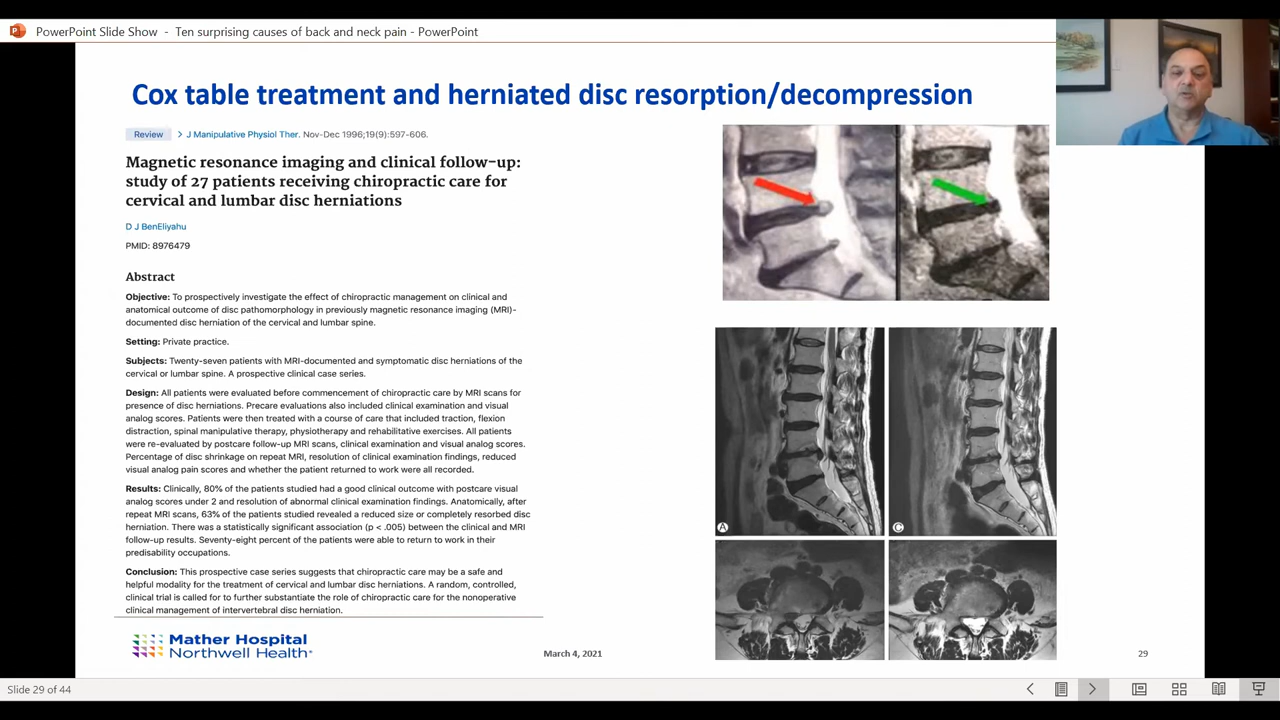 PowerPoint Slide Show - Ten surprising causes of back and neck pain - PowerPoint
Cox table treatment and herniated disc resorption/decompression
Review > J Manipulative Physiol Ther. Nov-Dec 1996;19(9):597-606.
Magnetic resonance imaging and clinical follow-up:
study of 27 patients receiving chiropractic care for
cervical and lumbar disc herniations
D J BenEliyahu
PMID: 8976479
Abstract
Objective: To prospectively investigate the effect of chiropractic management on clinical and
anatomical outcome of disc pathomorphology in previously magnetic resonance imaging (MRI)-
documented disc herniation of the cervical and lumbar spine.
Setting: Private practice.
Subjects: Twenty-seven patients with MRI-documented and symptomatic disc herniations of the
cervical or lumbar spine. A prospective clinical case series.
Design: All patients were evaluated before commencement of chiropractic care by MRI scans for
presence of disc herniations. Precare evaluations also included clinical examination and visual
analog scores. Patients were then treated with a course of care that included traction, flexion
distraction, spinal manipulative therapy, physiotherapy and rehabilitative exercises. All patients
were re-evaluated by postcare follow-up MRI scans, clinical examination and visual analog scores.
Percentage of disc shrinkage on repeat MRI, resolution of clinical examination findings, reduced
visual analog pain scores and whether the patient returned to work were all recorded.
Results: Clinically, 80% of the patients studied had a good clinical outcome with postcare visual
analog scores under 2 and resolution of abnormal clinical examination findings. Anatomically, after
repeat MRI scans, 63% of the patients studied revealed a reduced size or completely resorbed disc
herniation. There was a statistically significant association (p < .005) between the clinical and MRI
follow-up results. Seventy-eight percent of the patients were able to return to work in their
predisability occupations.
Conclusion: This prospective case series suggests that chiropractic care may be a safe and
helpful modality for the treatment of cervical and lumbar disc herniations. A random, controlled,
clinical trial is called for to further substantiate the role of chiropractic care for the nonoperative
clinical management of intervertebral disc herniation.
A
C
Mather Hospital
Northwell Health
March 4, 2021
29
Slide 29 of 44